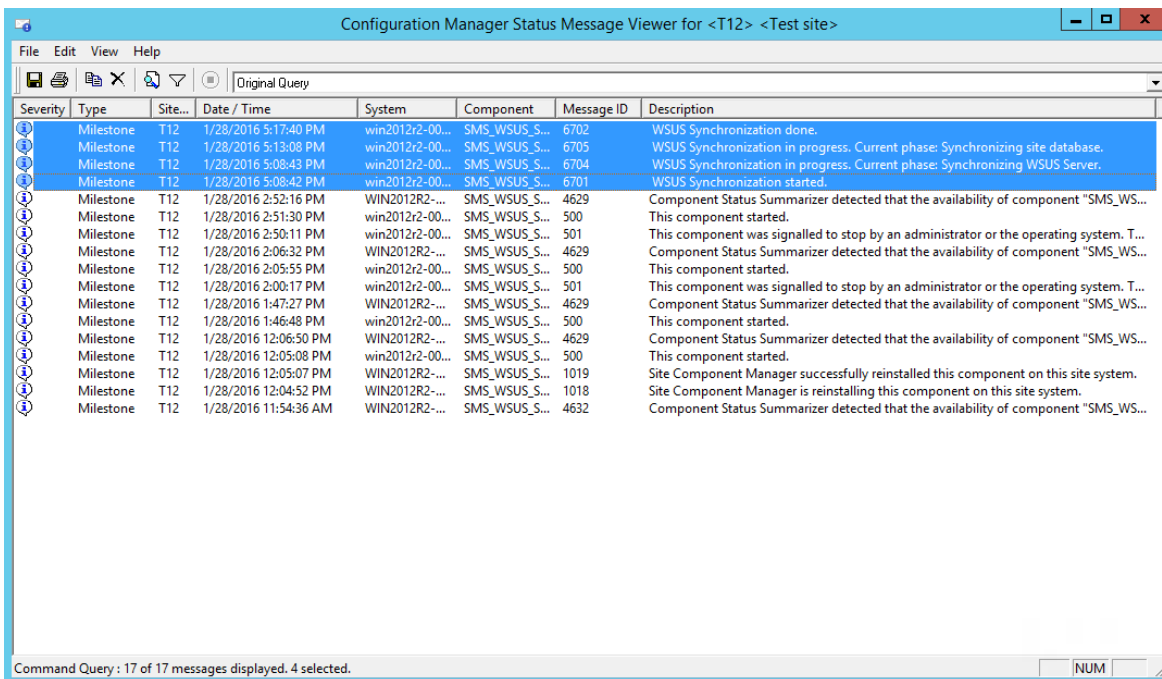 Configuration Manager Status Message Viewer for <T12> <Test site>
File Edit View Help
Original Query
Severity Type Site... Date / Time System Component Message ID Description
Milestone T12 1/28/2016 5:17:40 PM win2012r2-00... SMS_WSUS_S... 6702 WSUS Synchronization done.
Milestone T12 1/28/2016 5:13:08 PM win2012r2-00... SMS_WSUS_S... 6705 WSUS Synchronization in progress. Current phase: Synchronizing site database.
Milestone T12 1/28/2016 5:08:43 PM win2012r2-00... SMS_WSUS_S... 6704 WSUS Synchronization in progress. Current phase: Synchronizing WSUS Server.
Milestone T12 1/28/2016 5:08:42 PM win2012r2-00... SMS_WSUS_S... 6701 WSUS Synchronization started.
Milestone T12 1/28/2016 2:52:16 PM WIN2012R2-... SMS_WSUS_S... 4629 Component Status Summarizer detected that the availability of component "SMS_WS...
Milestone T12 1/28/2016 2:51:30 PM win2012r2-00... SMS_WSUS_S... 500 This component started.
Milestone T12 1/28/2016 2:50:11 PM win2012r2-00... SMS_WSUS_S... 501 This component was signalled to stop by an administrator or the operating system. T...
Milestone T12 1/28/2016 2:06:32 PM WIN2012R2-... SMS_WSUS_S... 4629 Component Status Summarizer detected that the availability of component "SMS_WS...
Milestone T12 1/28/2016 2:05:55 PM win2012r2-00... SMS_WSUS_S... 500 This component started.
Milestone T12 1/28/2016 2:00:17 PM win2012r2-00... SMS_WSUS_S... 501 This component was signalled to stop by an administrator or the operating system. T...
Milestone T12 1/28/2016 1:47:27 PM WIN2012R2-... SMS_WSUS_S... 4629 Component Status Summarizer detected that the availability of component "SMS_WS...
Milestone T12 1/28/2016 1:46:48 PM win2012r2-00... SMS_WSUS_S... 500 This component started.
Milestone T12 1/28/2016 12:06:50 PM WIN2012R2-... SMS_WSUS_S... 4629 Component Status Summarizer detected that the availability of component "SMS_WS...
Milestone T12 1/28/2016 12:05:08 PM win2012r2-00... SMS_WSUS_S... 500 This component started.
Milestone T12 1/28/2016 12:05:07 PM WIN2012R2-... SMS_WSUS_S... 1019 Site Component Manager successfully reinstalled this component on this site system.
Milestone T12 1/28/2016 12:04:52 PM WIN2012R2-... SMS_WSUS_S... 1018 Site Component Manager is reinstalling this component on this site system.
Milestone T12 1/28/2016 11:54:36 AM WIN2012R2-... SMS_WSUS_S... 4632 Component Status Summarizer detected that the availability of component "SMS_WS...
Command Query : 17 of 17 messages displayed. 4 selected.
NUM